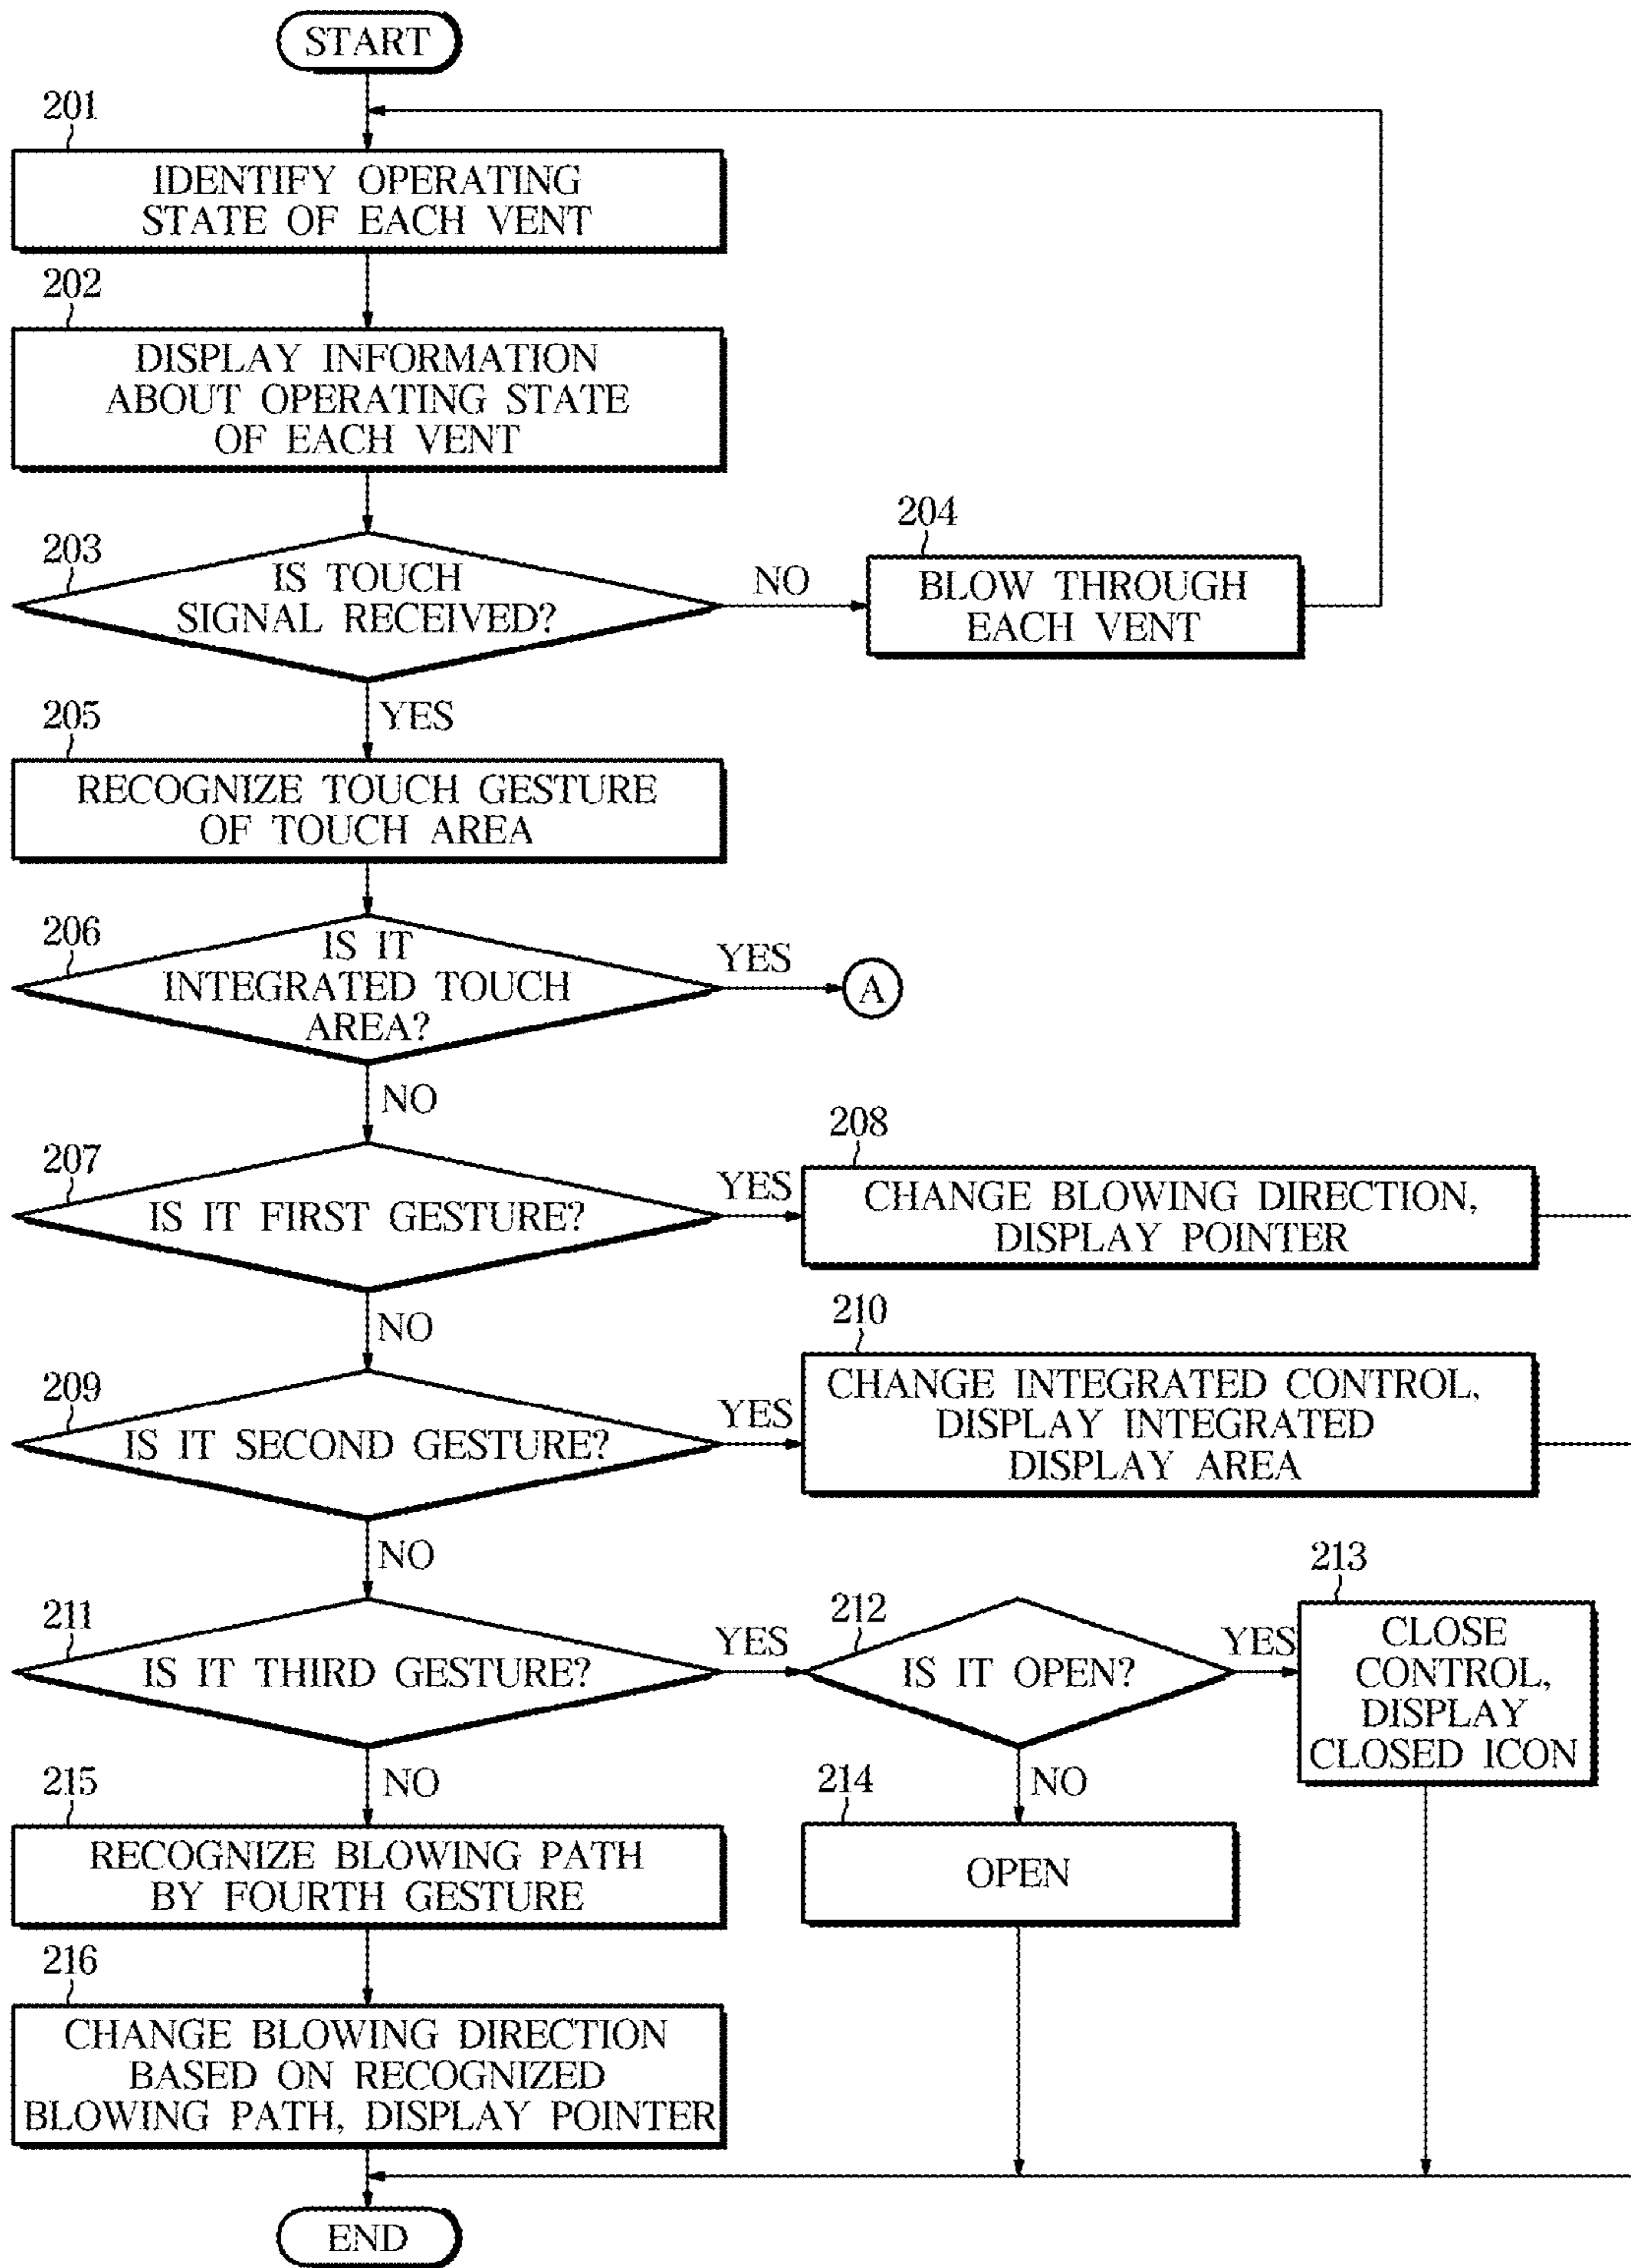 START
201
IDENTIFY OPERATING
STATE OF EACH VENT
202
DISPLAY INFORMATION
ABOUT OPERATING STATE
OF EACH VENT
203
IS TOUCH
SIGNAL RECEIVED?
NO
204
BLOW THROUGH
EACH VENT
YES
205
RECOGNIZE TOUCH GESTURE
OF TOUCH AREA
206
IS IT
INTEGRATED TOUCH
AREA?
YES
A
NO
207
IS IT FIRST GESTURE?
YES
208
CHANGE BLOWING DIRECTION,
DISPLAY POINTER
NO
209
IS IT SECOND GESTURE?
YES
210
CHANGE INTEGRATED CONTROL,
DISPLAY INTEGRATED
DISPLAY AREA
NO
211
IS IT THIRD GESTURE?
YES
212
IS IT OPEN?
YES
213
CLOSE
CONTROL,
DISPLAY
CLOSED ICON
NO
214
OPEN
NO
215
RECOGNIZE BLOWING PATH
BY FOURTH GESTURE
216
CHANGE BLOWING DIRECTION
BASED ON RECOGNIZED
BLOWING PATH, DISPLAY POINTER
END